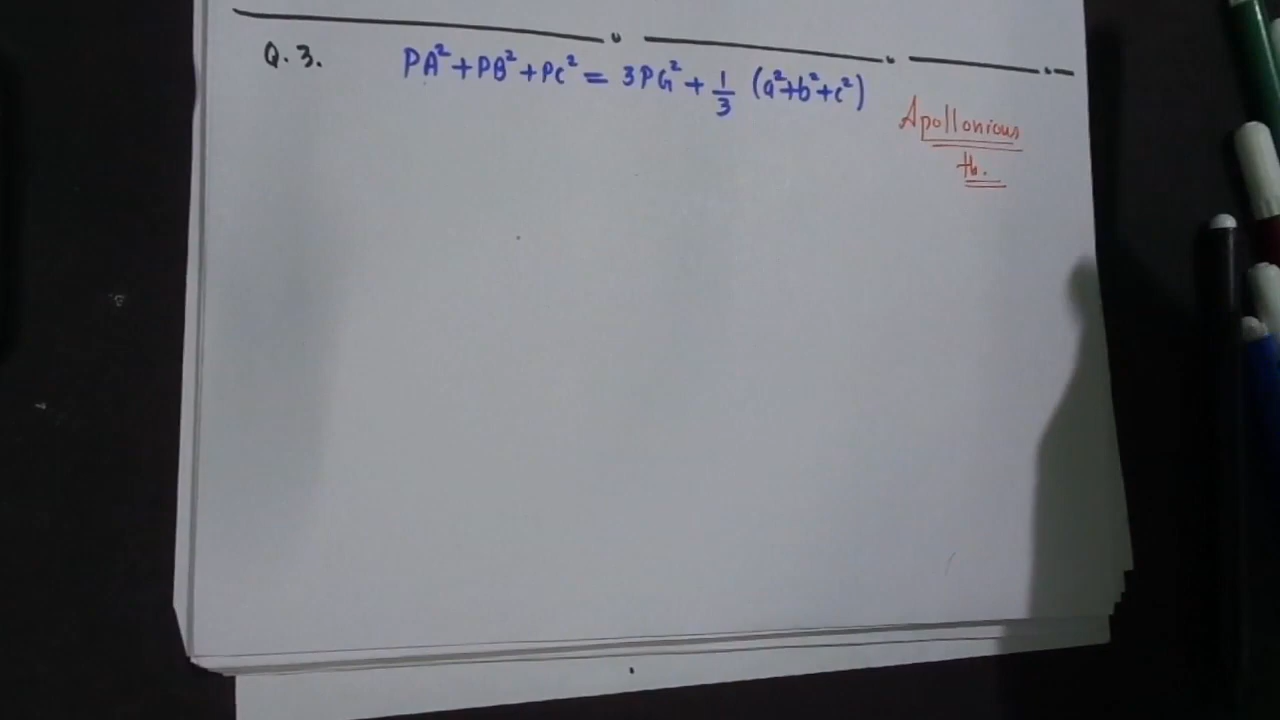 Q.3. PA²+PB²+PC² = 3PG²+ 1/3 (a²+b²+c²)
Apollonious
th.